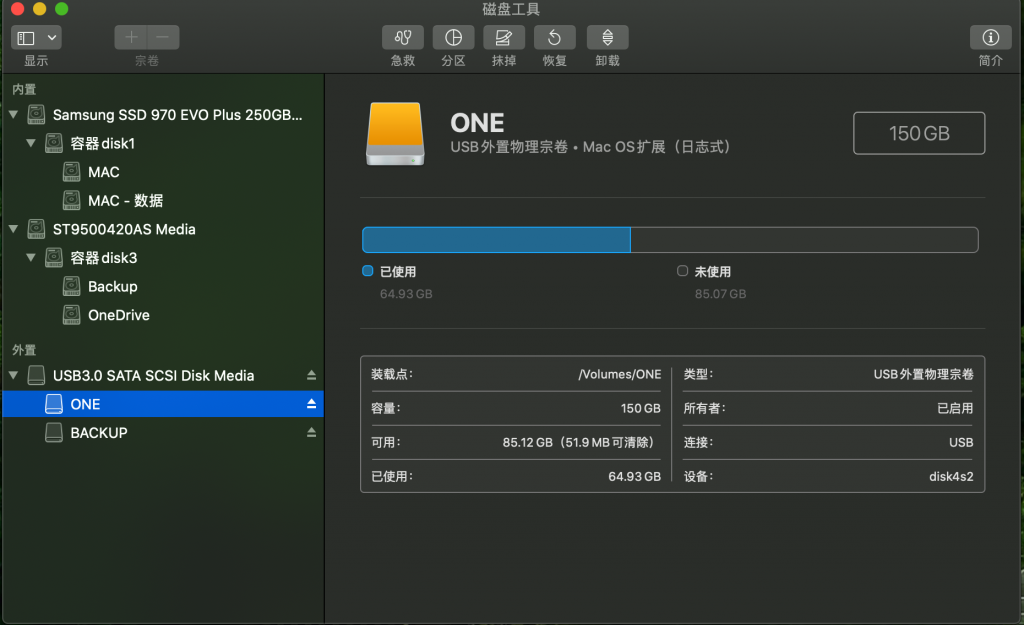 磁盘工具
显示
宗卷
急救
分区
抹掉
恢复
卸载
简介
内置
Samsung SSD 970 EVO Plus 250GB...
容器disk1
MAC
MAC - 数据
ST9500420AS Media
容器disk3
Backup
OneDrive
外置
USB3.0 SATA SCSI Disk Media
ONE
BACKUP
ONE
USB外置物理宗卷 • Mac OS扩展（日志式）
150 GB
已使用
64.93 GB
未使用
85.07 GB
装载点： /Volumes/ONE
容量： 150 GB
可用： 85.12 GB（51.9 MB可清除）
已使用： 64.93 GB
类型： USB外置物理宗卷
所有者： 已启用
连接： USB
设备： disk4s2